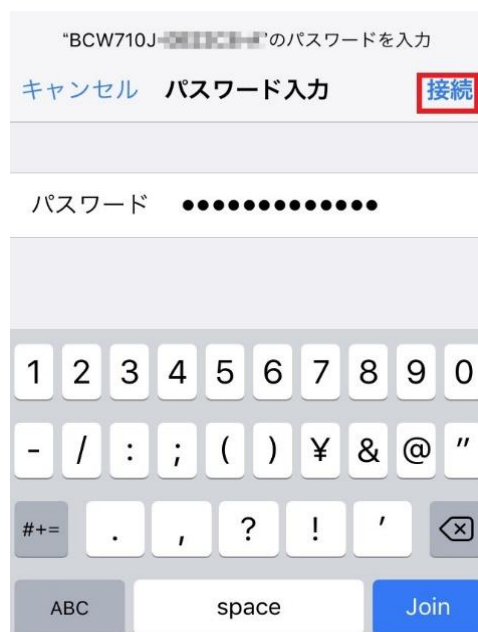 “BCW710J-のパスワードを入力
キャンセル パスワード入力 接続
パスワード ●●●●●●●●●●●●●
1 2 3 4 5 6 7 8 9 0
- / : ; ( ) ¥ & @ "
#+= . , ? ! ’
ABC space Join